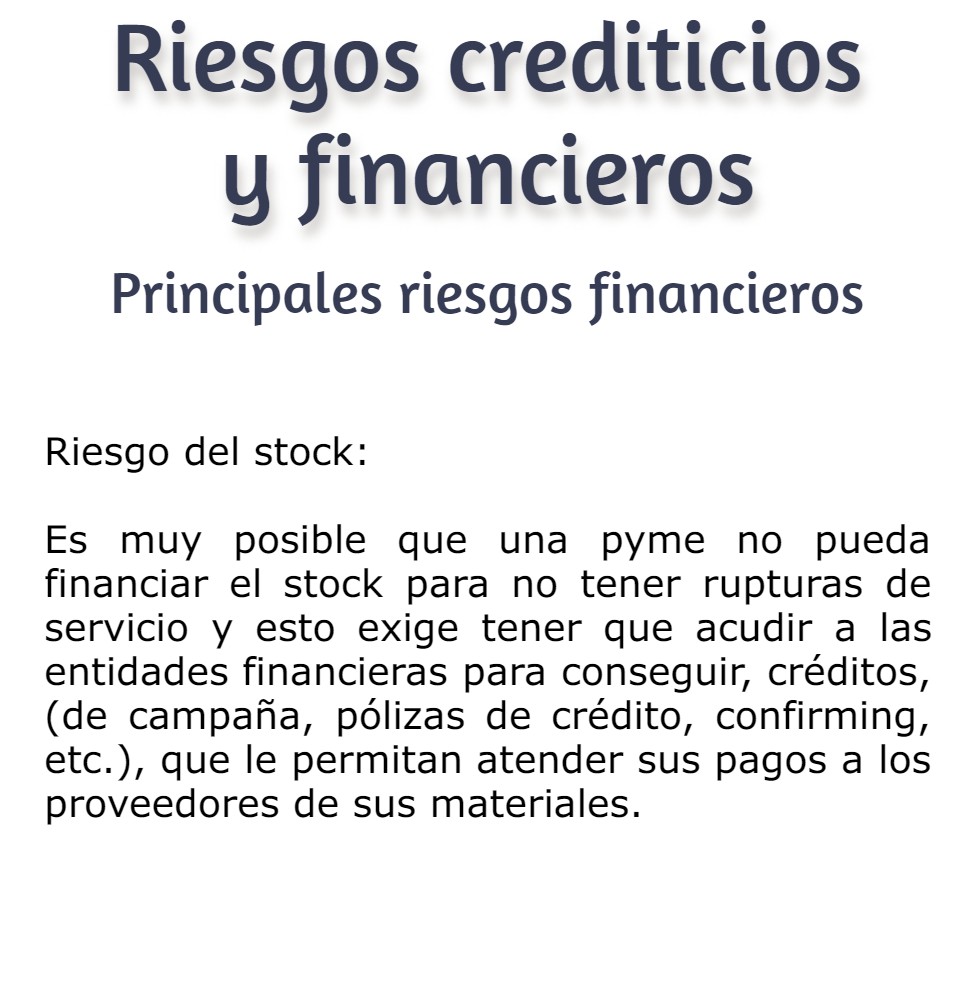 Riesgos crediticios
y financieros
Principales riesgos financieros
Riesgo del stock:
Es muy posible que una pyme no pueda
financiar el stock para no tener rupturas de
servicio y esto exige tener que acudir a las
entidades financieras para conseguir, créditos,
(de campaña, pólizas de crédito, confirming,
etc.), que le permitan atender sus pagos a los
proveedores de sus materiales.